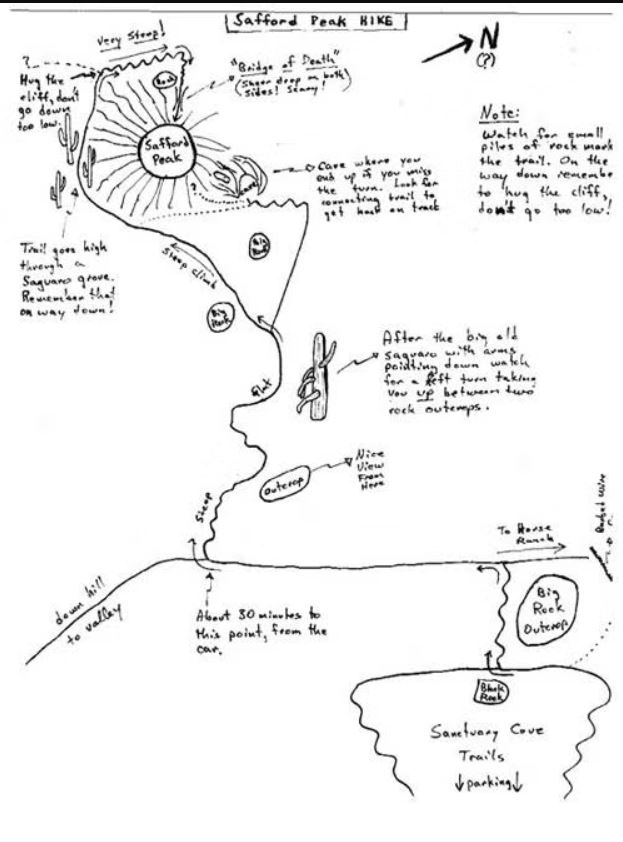 Safford Peak HIKE
N
(?)
very Steep!
?
Hug the
cliff, don't
go down
too low.
Rock
"Bridge of Death"
(Sheer drop on both
Sides! Scary!)
Note:
Watch for small
piles of rock mark
the trail. On the
way down remembe
to hug the cliff,
don't go too low!
Safford
Peak
Cave where you
end up if you miss
the turn. Look for
connecting trail to
get back on track
?
Cave
Trail goes high
through a
Saguaro grove.
Remember that
on way down!
Steep climb
Big
Rock
Big
Rock
After the big old
saguaro with arms
pointing down watch
for a left turn taking
you up between two
rock outcrops.
Outcrop
Nice
View
From
Here
Steep
To Horse
Ranch
down hill
to valley
About 30 minutes to
this point, from the
car.
Big
Rock
Outcrop
Black
Rock
Sanctuary Cove
Trails
parking